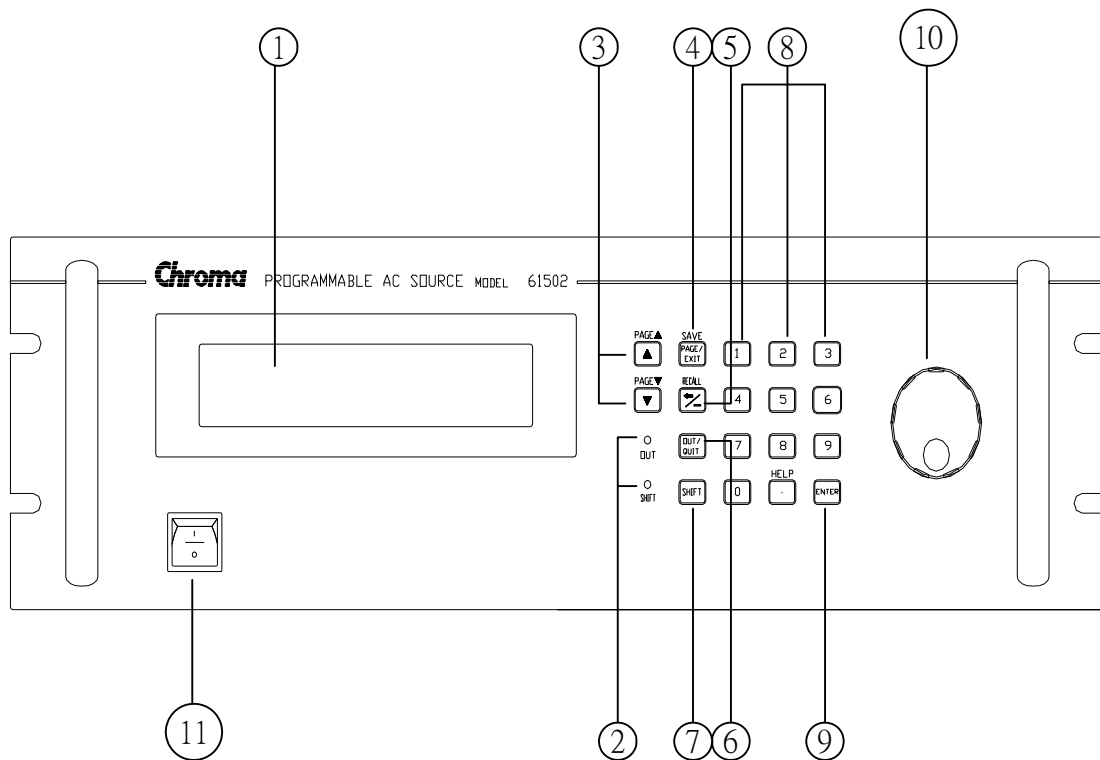 ① ③ ④ ⑤ ⑧ ⑩
Chroma PROGRAMMABLE AC SOURCE MODEL 61502
PAGE▲ SAVE
▲ PAGE/EXIT 1 2 3
PAGE▼ RECALL
▼ ←/− 4 5 6
OUT OUT/QUIT 7 8 9
HELP
SHIFT SHIFT 0 . ENTER
I
O
⑪ ② ⑦ ⑥ ⑨